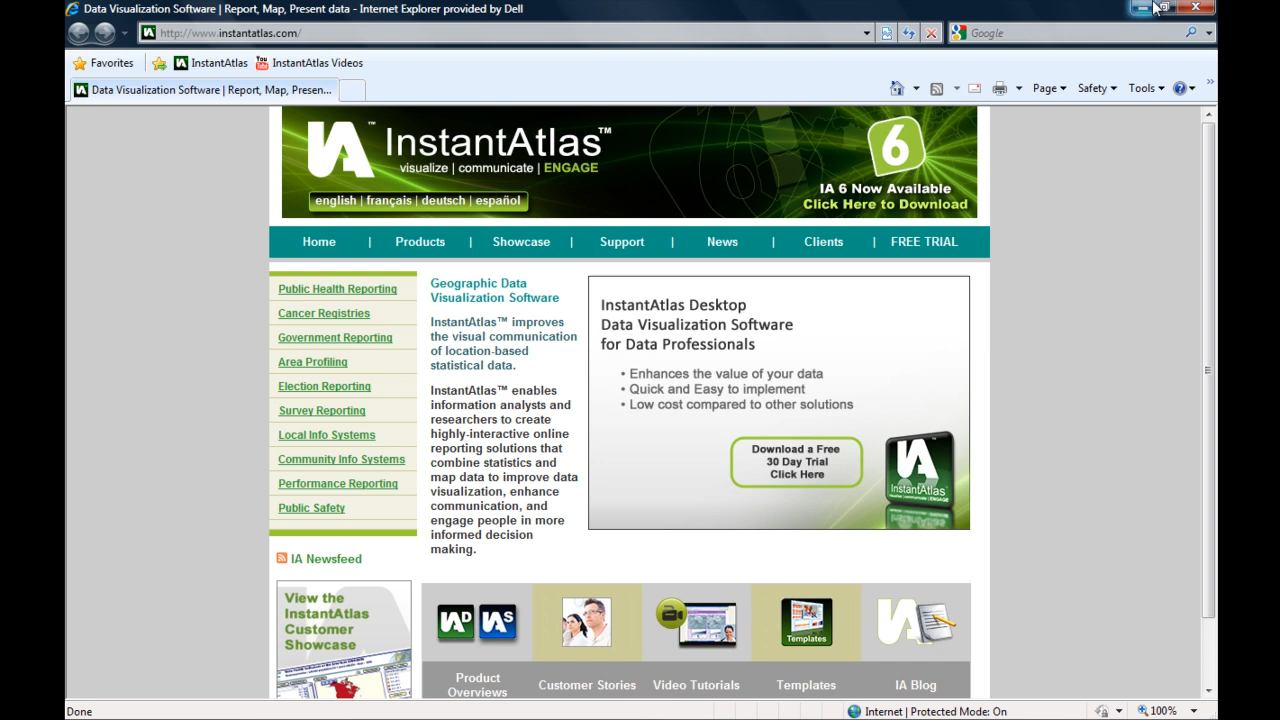 Data Visualization Software | Report, Map, Present data - Internet Explorer provided by Dell
http://www.instantatlas.com/
Google
Favorites
InstantAtlas
InstantAtlas Videos
Data Visualization Software | Report, Map, Presen...
Page
Safety
Tools
IA™ InstantAtlas™
visualize | communicate | ENGAGE
english | français | deutsch | español
6
IA 6 Now Available
Click Here to Download
Home | Products | Showcase | Support | News | Clients | FREE TRIAL
Public Health Reporting
Cancer Registries
Government Reporting
Area Profiling
Election Reporting
Survey Reporting
Local Info Systems
Community Info Systems
Performance Reporting
Public Safety
IA Newsfeed
View the
InstantAtlas
Customer
Showcase
Geographic Data
Visualization Software
InstantAtlas™ improves
the visual communication
of location-based
statistical data.
InstantAtlas™ enables
information analysts and
researchers to create
highly-interactive online
reporting solutions that
combine statistics and
map data to improve data
visualization, enhance
communication, and
engage people in more
informed decision
making.
InstantAtlas Desktop
Data Visualization Software
for Data Professionals
• Enhances the value of your data
• Quick and Easy to implement
• Low cost compared to other solutions
Download a Free
30 Day Trial
Click Here
IA
InstantAtlas
IAD IAS
Templates
IA
Product
Overviews
Customer Stories
Video Tutorials
Templates
IA Blog
Done
Internet | Protected Mode: On
100%